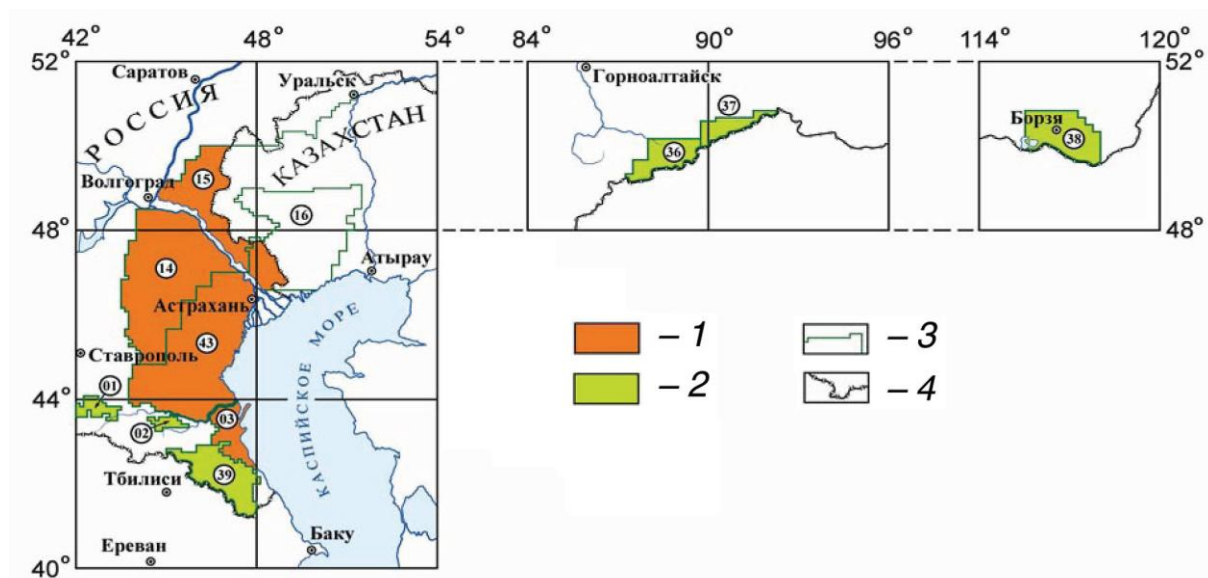 42° 48° 54° 84° 90° 96° 114° 120°
52° 52°
Саратов
Уральск
Горноалтайск
РОССИЯ
КАЗАХСТАН
37
Борзя
15
36
38
Волгоград
16
48° 48°
14
Атырау
Астрахань
КАСПИЙСКОЕ МОРЕ
43
– 1
– 3
Ставрополь
01
– 2
– 4
44°
03
02
39
Тбилиси
Баку
Ереван
40°